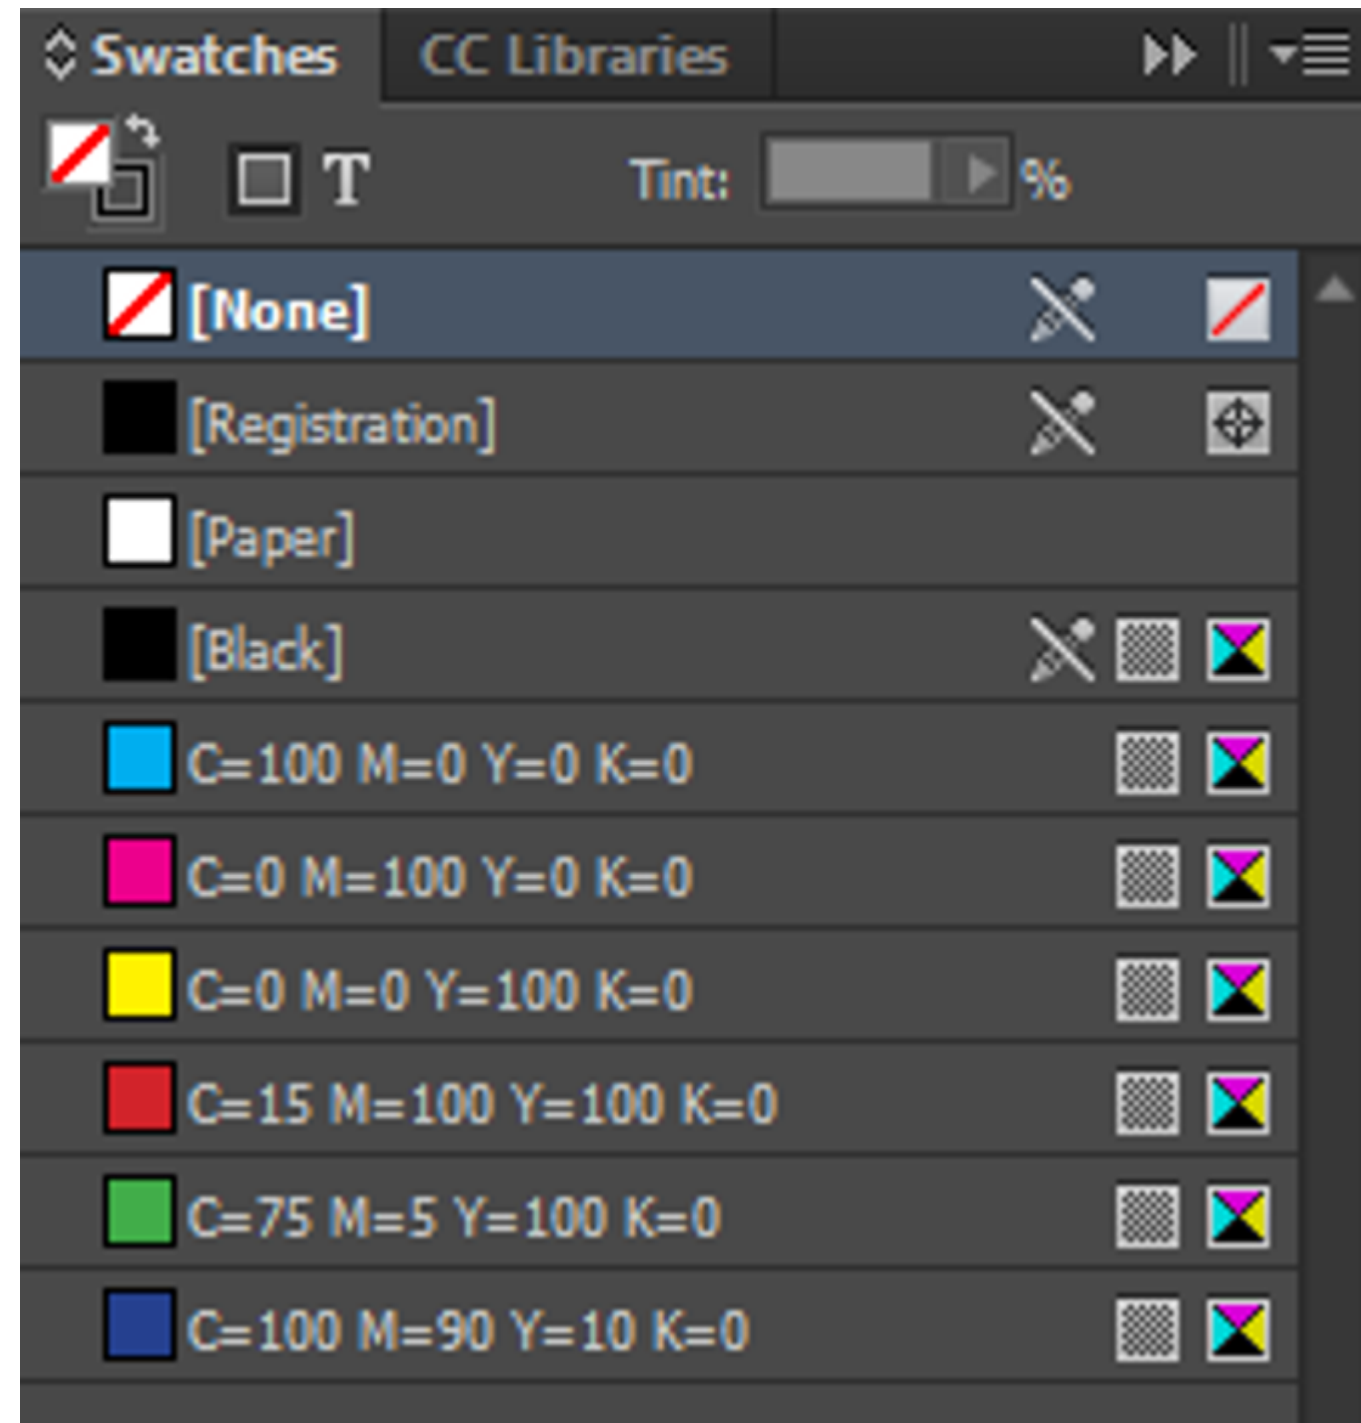 Swatches CC Libraries
T Tint: %
[None]
[Registration]
[Paper]
[Black]
C=100 M=0 Y=0 K=0
C=0 M=100 Y=0 K=0
C=0 M=0 Y=100 K=0
C=15 M=100 Y=100 K=0
C=75 M=5 Y=100 K=0
C=100 M=90 Y=10 K=0